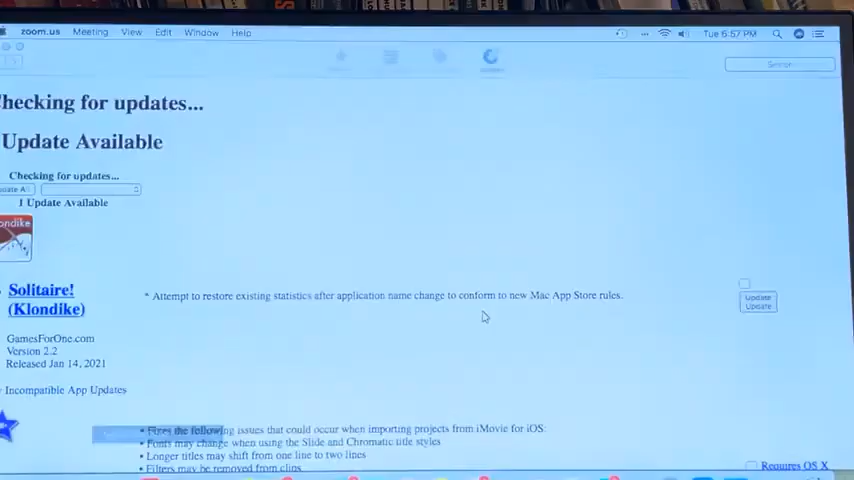 zoom.us Meeting View Edit Window Help
Tue 6:57 PM
hecking for updates...
Update Available
Checking for updates...
date All
1 Update Available
ondike
Solitaire!
(Klondike)
* Attempt to restore existing statistics after application name change to conform to new Mac App Store rules.
Update
Update
GamesForOne.com
Version 2.2
Released Jan 14, 2021
Incompatible App Updates
• Fixes the following issues that could occur when importing projects from iMovie for iOS:
• Fonts may change when using the Slide and Chromatic title styles
• Longer titles may shift from one line to two lines
• Filters may be removed from clips
Requires OS X